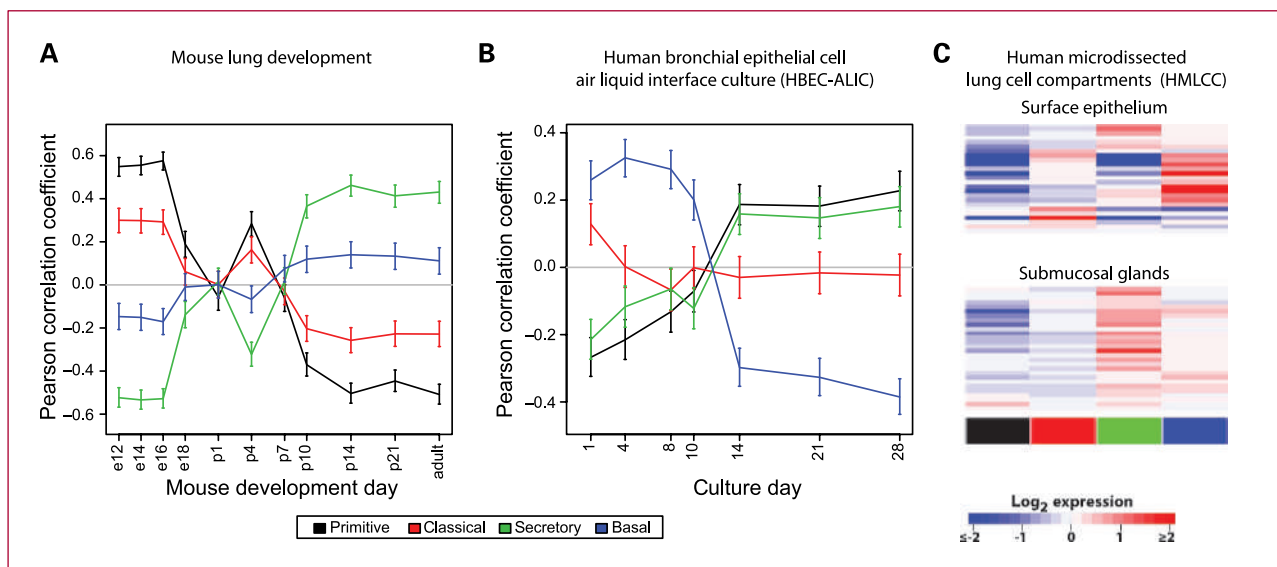 A
Mouse lung development
Pearson correlation coefficient
0.6
0.4
0.2
0.0
−0.2
−0.4
−0.6
e12
e14
e16
e18
p1
p4
p7
p10
p14
p21
adult
Mouse development day
B
Human bronchial epithelial cell
air liquid interface culture (HBEC-ALIC)
Pearson correlation coefficient
0.4
0.2
0.0
−0.2
−0.4
1
4
8
10
14
21
28
Culture day
Primitive
Classical
Secretory
Basal
C
Human microdissected
lung cell compartments (HMLCC)
Surface epithelium
Submucosal glands
Log2 expression
≤-2 -1 0 1 ≥2